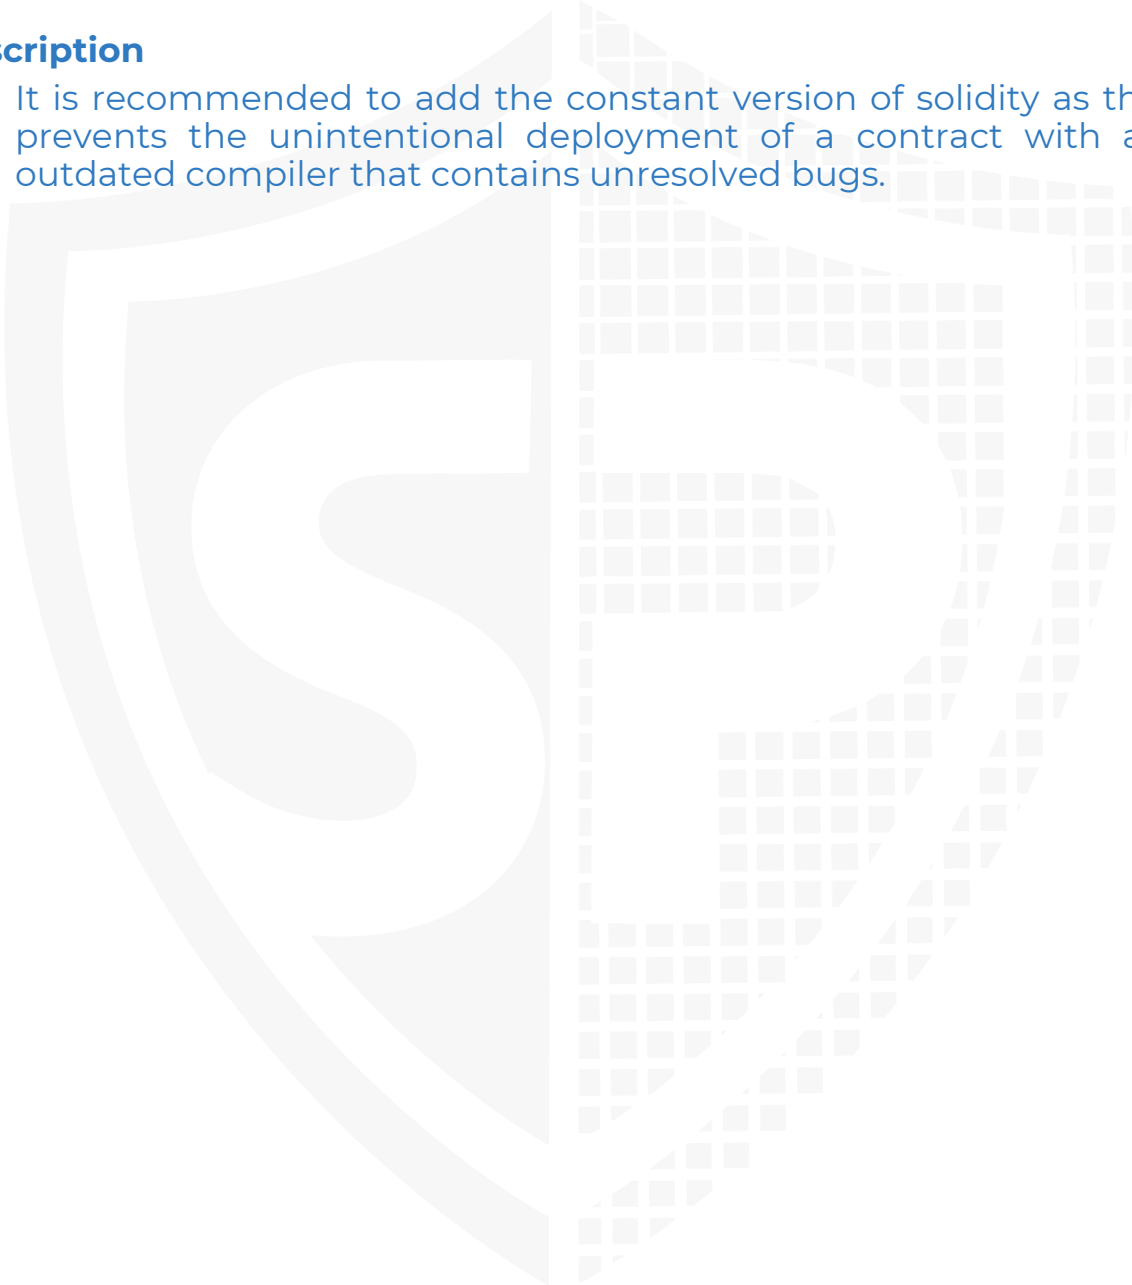 scription
It is recommended to add the constant version of solidity as th
prevents the unintentional deployment of a contract with a
outdated compiler that contains unresolved bugs.
SP